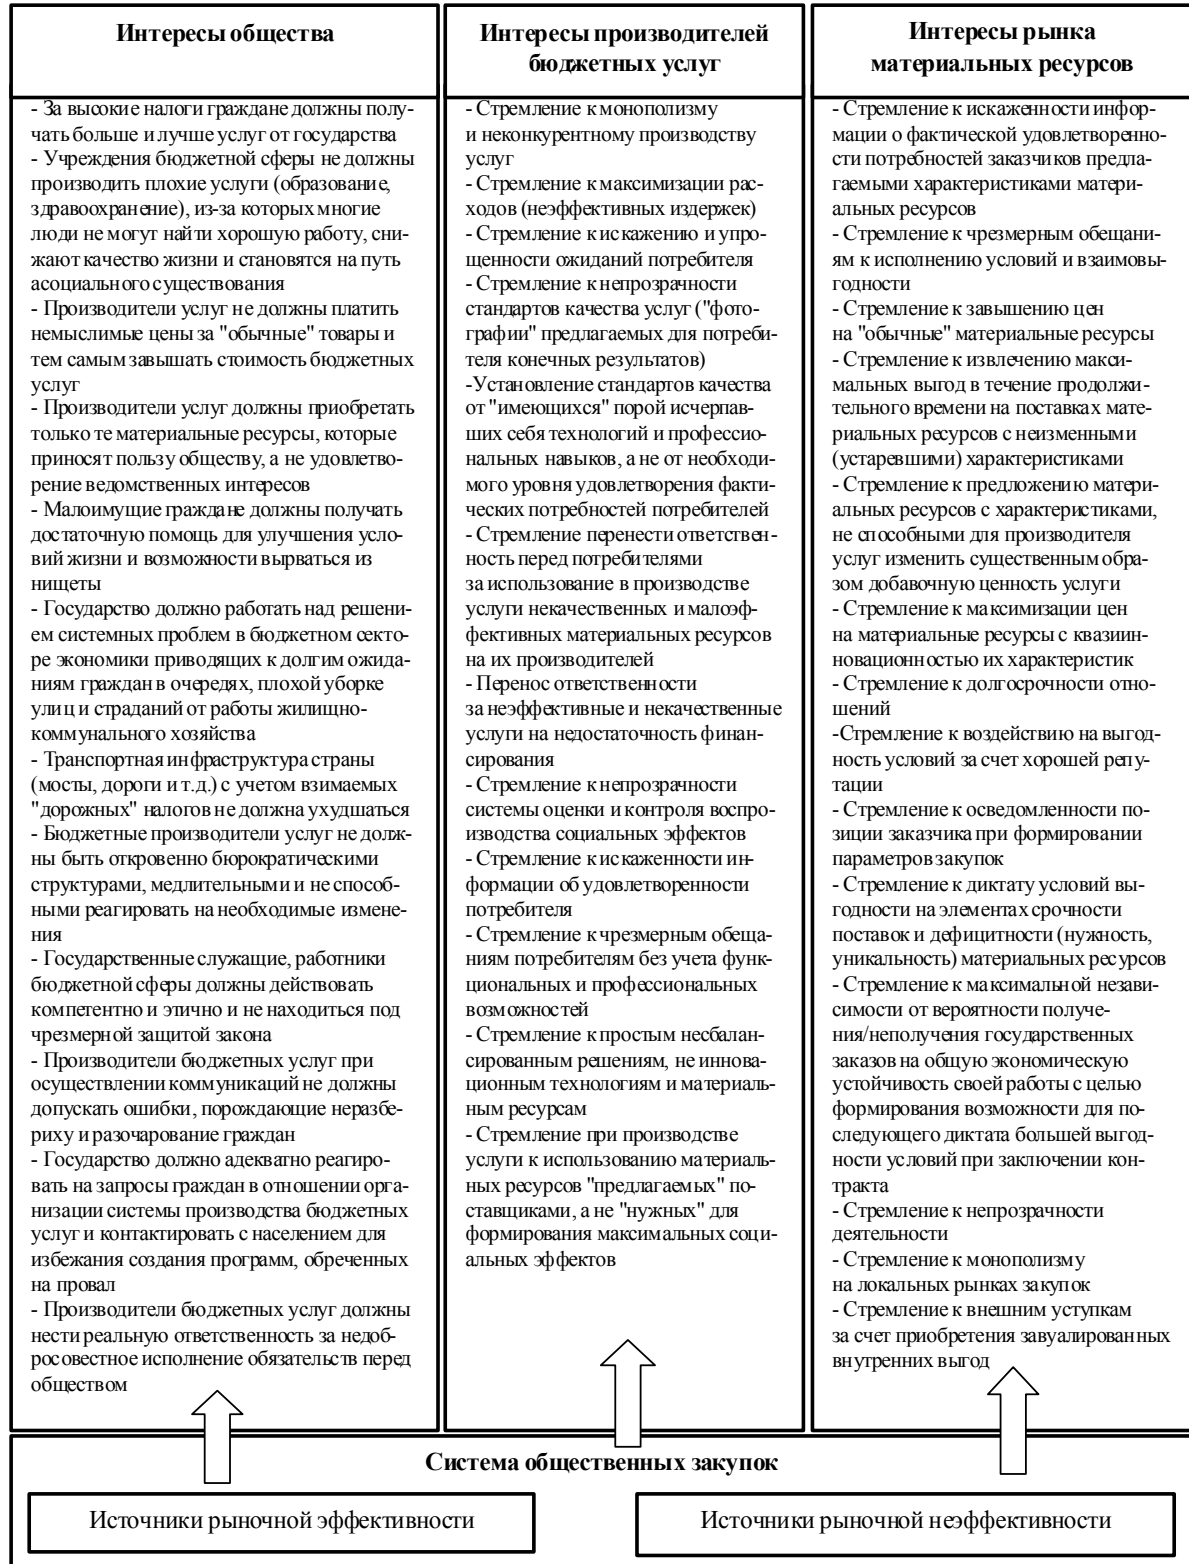 Интересы общества
- За высокие налоги граждане должны полу-
чать больше и лучше услуг от государства
- Учреждения бюджетной сферы не должны
производить плохие услуги (образование,
здравоохранение), из-за которых многие
люди не могут найти хорошую работу, сни-
жают качество жизни и становятся на путь
асоциального существования
- Производители услуг не должны платить
немыслимые цены за "обычные" товары и
тем самым завышать стоимость бюджетных
услуг
- Производители услуг должны приобретать
только те материальные ресурсы, которые
приносят пользу обществу, а не удовлетво-
рение ведомственных интересов
- Малоимущие граждане должны получать
достаточную помощь для улучшения усло-
вий жизни и возможности вырваться из
нищеты
- Государство должно работать над решени-
ем системных проблем в бюджетном секто-
ре экономики приводящих к долгим ожида-
ниям граждан в очередях, плохой уборке
улиц и страданий от работы жилищно-
коммунального хозяйства
- Транспортная инфраструктура страны
(мосты, дороги и т.д.) с учетом взимаемых
"дорожных" налогов не должна ухудшаться
- Бюджетные производители услуг не долж-
ны быть откровенно бюрократическими
структурами, медлительными и не способ-
ными реагировать на необходимые измене-
ния
- Государственные служащие, работники
бюджетной сферы должны действовать
компетентно и этично и не находиться под
чрезмерной защитой закона
- Производители бюджетных услуг при
осуществлении коммуникаций не должны
допускать ошибки, порождающие неразбе-
риху и разочарование граждан
- Государство должно адекватно реагиро-
вать на запросы граждан в отношении орга-
низации системы производства бюджетных
услуг и контактировать с населением для
избежания создания программ, обреченных
на провал
- Производители бюджетных услуг должны
нести реальную ответственность за недоб-
росовестное исполнение обязательств перед
обществом
Интересы производителей
бюджетных услуг
- Стремление к монополизму
и неконкурентному производству
услуг
- Стремление к максимизации рас-
ходов (неэффективных издержек)
- Стремление к искажению и упро-
щенности ожиданий потребителя
- Стремление к непрозрачности
стандартов качества услуг ("фото-
графии" предлагаемых для потреби-
теля конечных результатов)
-Установление стандартов качества
от "имеющихся" порой исчерпав-
ших себя технологий и профессио-
нальных навыков, а не от необходи-
мого уровня удовлетворения факти-
ческих потребностей потребителей
- Стремление перенести ответствен-
ность перед потребителями
за использование в производстве
услуги некачественных и малоэф-
фективных материальных ресурсов
на их производителей
- Перенос ответственности
за неэффективные и некачественные
услуги на недостаточность финан-
сирования
- Стремление к непрозрачности
системы оценки и контроля воспро-
изводства социальных эффектов
- Стремление к искаженности ин-
формации об удовлетворенности
потребителя
- Стремление к чрезмерным обеща-
ниям потребителям без учета функ-
циональных и профессиональных
возможностей
- Стремление к простым несбалан-
сированным решениям, не иннова-
ционным технологиям и материаль-
ным ресурсам
- Стремление при производстве
услуги к использованию материаль-
ных ресурсов "предлагаемых" по-
ставщиками, а не "нужных" для
формирования максимальных соци-
альных эффектов
Интересы рынка
материальных ресурсов
- Стремление к искаженности инфор-
мации о фактической удовлетворенно-
сти потребностей заказчиков предла-
гаемыми характеристиками матери-
альных ресурсов
- Стремление к чрезмерным обещани-
ям к исполнению условий и взаимовы-
годности
- Стремление к завышению цен
на "обычные" материальные ресурсы
- Стремление к извлечению макси-
мальных выгод в течение продолжи-
тельного времени на поставках мате-
риальных ресурсов с неизменными
(устаревшими) характеристиками
- Стремление к предложению матери-
альных ресурсов с характеристиками,
не способными для производителя
услуг изменить существенным обра-
зом добавочную ценность услуги
- Стремление к максимизации цен
на материальные ресурсы с квазиин-
новационностью их характеристик
- Стремление к долгосрочности отно-
шений
-Стремление к воздействию на выгод-
ность условий за счет хорошей репу-
тации
- Стремление к осведомленности по-
зиции заказчика при формировании
параметров закупок
- Стремление к диктату условий вы-
годности на элементах срочности
поставок и дефицитности (нужность,
уникальность) материальных ресурсов
- Стремление к максимальной незави-
симости от вероятности получе-
ния/неполучения государственных
заказов на общую экономическую
устойчивость своей работы с целью
формирования возможности для по-
следующего диктата большей выгод-
ности условий при заключении кон-
тракта
- Стремление к непрозрачности
деятельности
- Стремление к монополизму
на локальных рынках закупок
- Стремление к внешним уступкам
за счет приобретения завуалированных
внутренних выгод
Система общественных закупок
Источники рыночной эффективности
Источники рыночной неэффективности